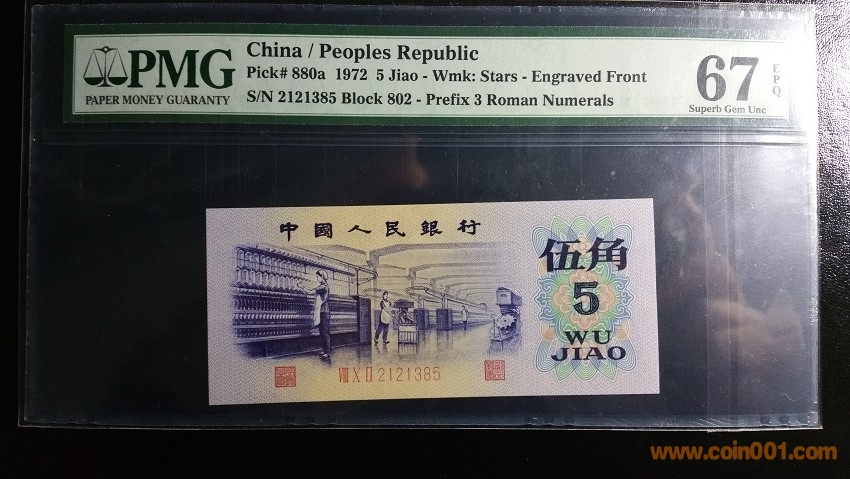 PMG
PAPER MONEY GUARANTY
China / Peoples Republic
Pick# 880a 1972 5 Jiao - Wmk: Stars - Engraved Front
S/N 2121385 Block 802 - Prefix 3 Roman Numerals
67
EPQ
Superb Gem Unc
中國人民銀行
伍角
5
WU
JIAO
VIII X II 2121385
www.coin001.com